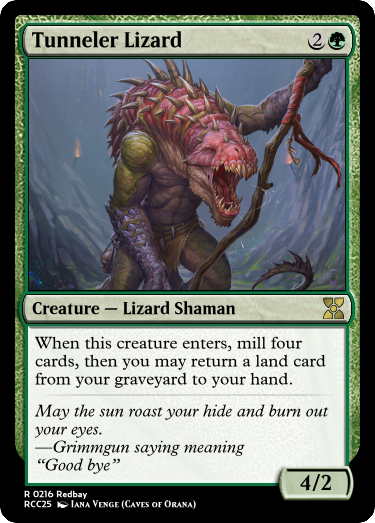 Tunneler Lizard 2
Creature — Lizard Shaman
When this creature enters, mill four
cards, then you may return a land card
from your graveyard to your hand.
May the sun roast your hide and burn out
your eyes.
—Grimmgun saying meaning
“Good bye”
4/2
R 0216 Redbay
RCC25 Iana Venge (Caves of Orana)